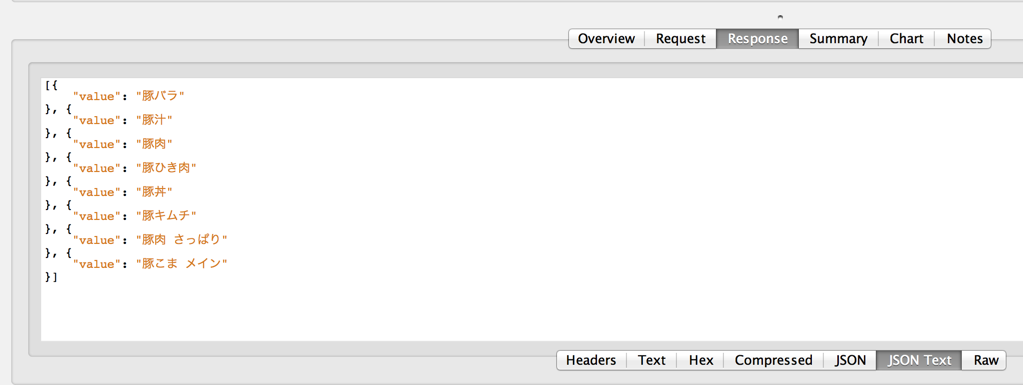 Overview Request Response Summary Chart Notes
[{
"value": "豚バラ"
}, {
"value": "豚汁"
}, {
"value": "豚肉"
}, {
"value": "豚ひき肉"
}, {
"value": "豚丼"
}, {
"value": "豚キムチ"
}, {
"value": "豚肉 さっぱり"
}, {
"value": "豚こま メイン"
}]
Headers Text Hex Compressed JSON JSON Text Raw